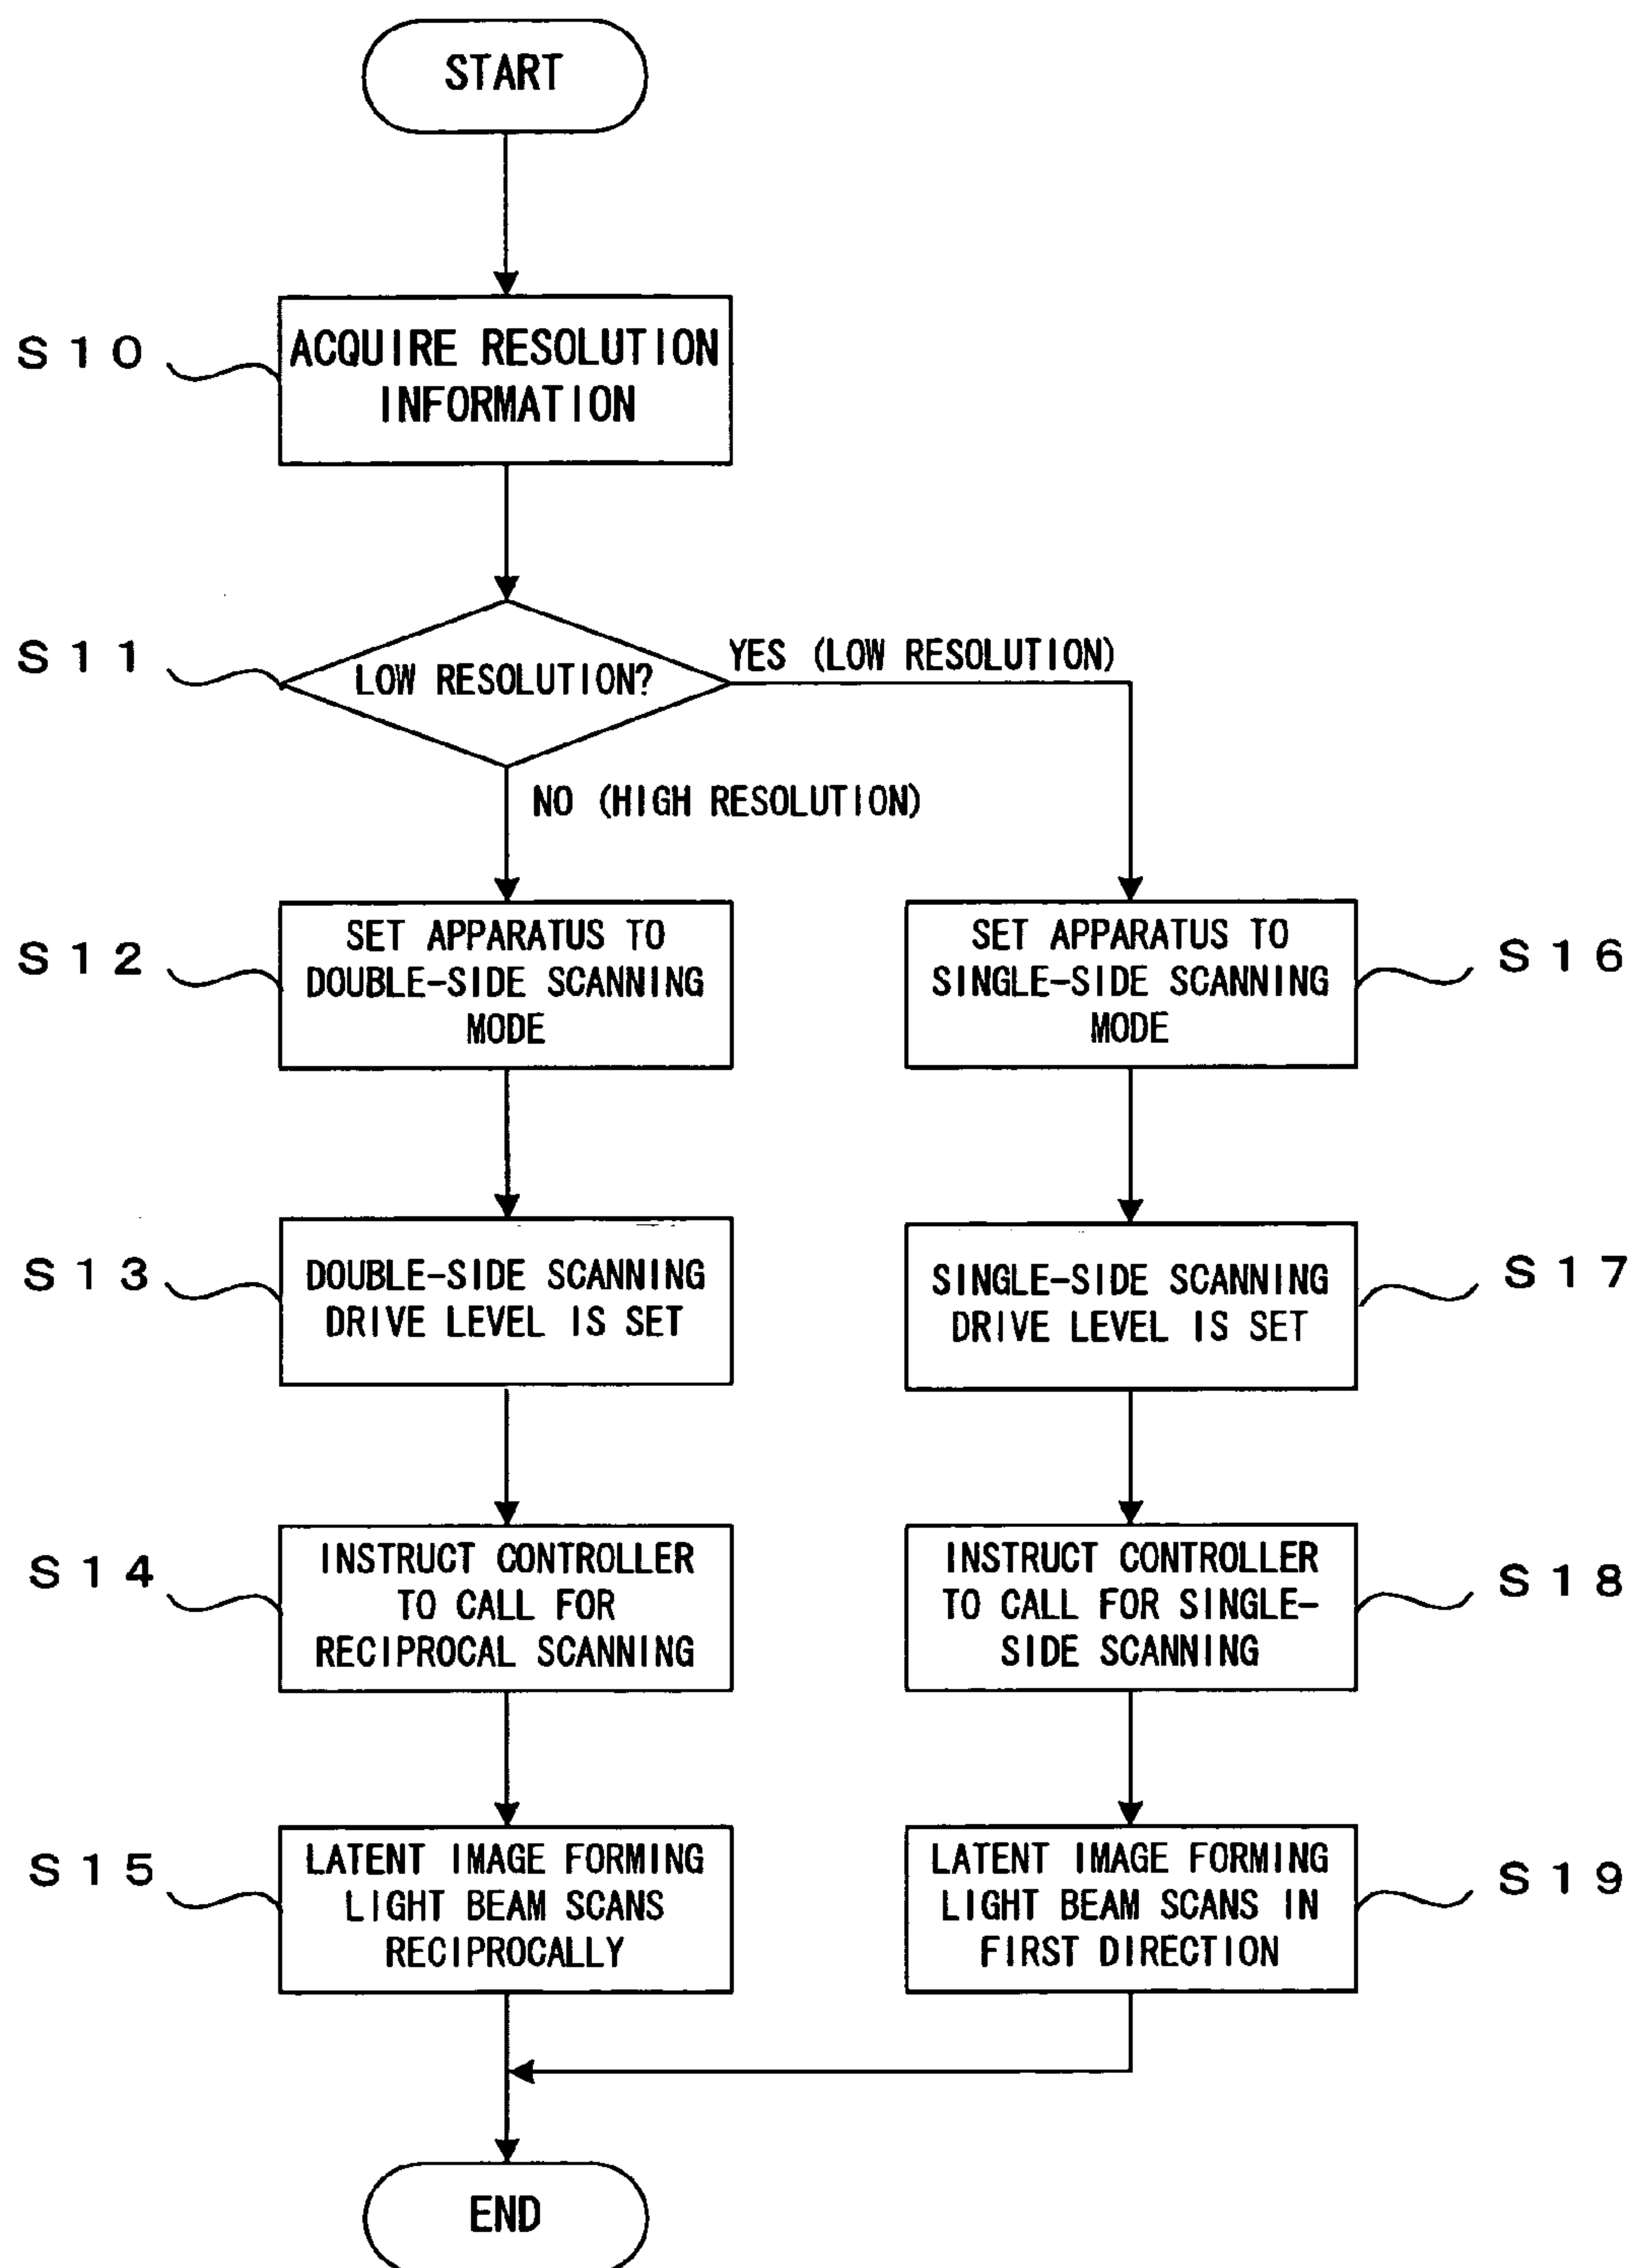 START
S10
ACQUIRE RESOLUTION
INFORMATION
S11
LOW RESOLUTION?
YES (LOW RESOLUTION)
NO (HIGH RESOLUTION)
S12
SET APPARATUS TO
DOUBLE-SIDE SCANNING
MODE
SET APPARATUS TO
SINGLE-SIDE SCANNING
MODE
S16
S13
DOUBLE-SIDE SCANNING
DRIVE LEVEL IS SET
SINGLE-SIDE SCANNING
DRIVE LEVEL IS SET
S17
S14
INSTRUCT CONTROLLER
TO CALL FOR
RECIPROCAL SCANNING
INSTRUCT CONTROLLER
TO CALL FOR SINGLE-
SIDE SCANNING
S18
S15
LATENT IMAGE FORMING
LIGHT BEAM SCANS
RECIPROCALLY
LATENT IMAGE FORMING
LIGHT BEAM SCANS IN
FIRST DIRECTION
S19
END